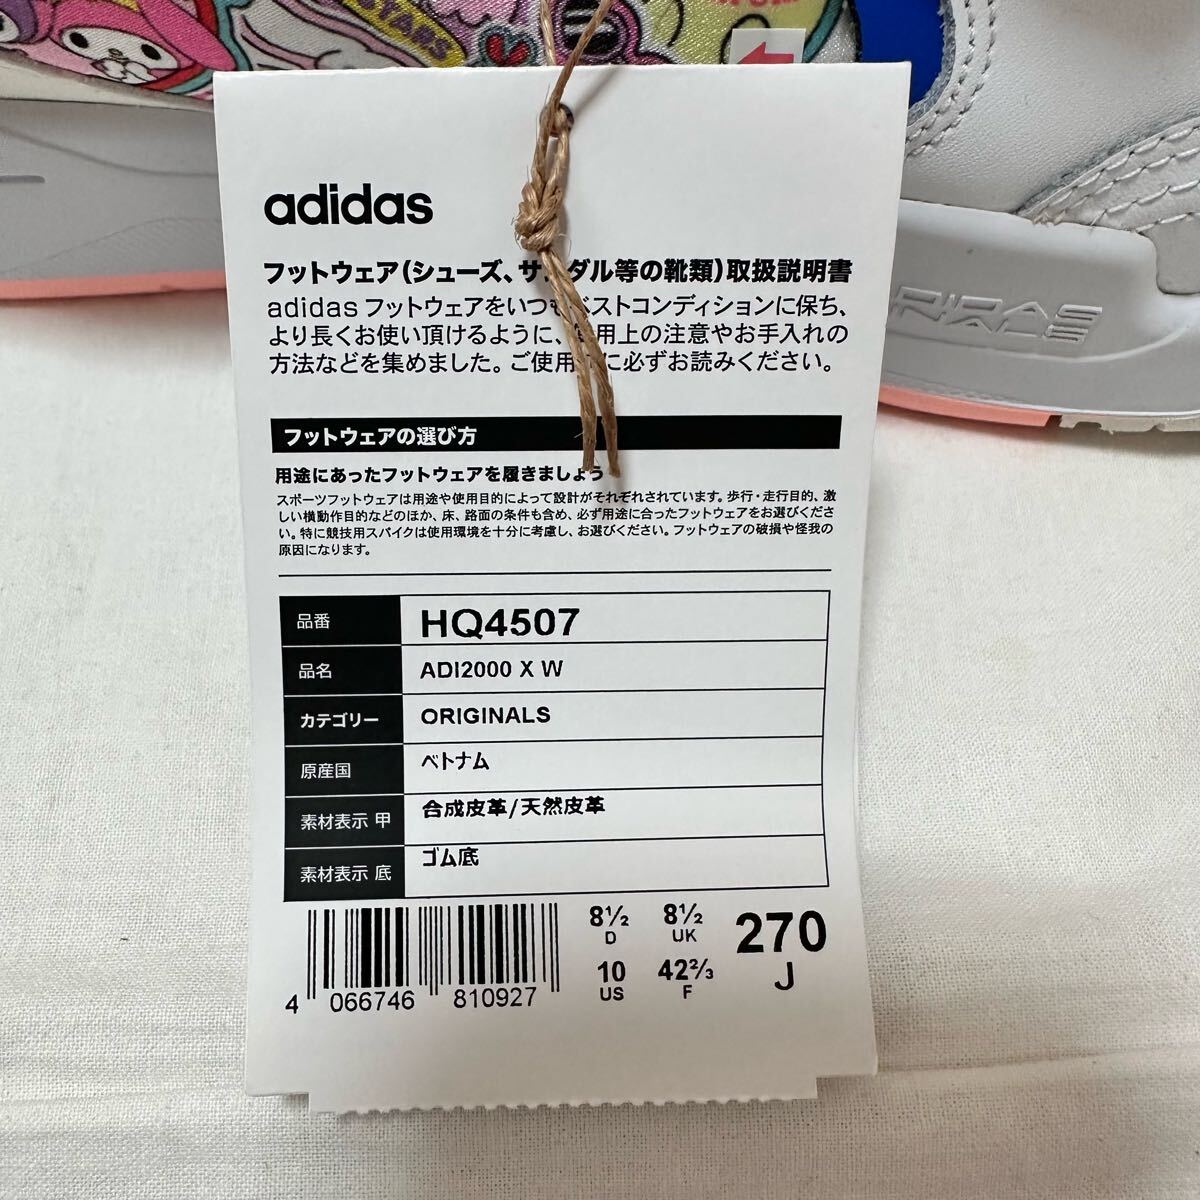 STARS
adidas
フットウェア(シューズ、サンダル等の靴類)取扱説明書
adidas フットウェアをいつもベストコンディションに保ち、
より長くお使い頂けるように、使用上の注意やお手入れの
方法などを集めました。ご使用前に必ずお読みください。
フットウェアの選び方
用途にあったフットウェアを履きましょう
スポーツフットウェアは用途や使用目的によって設計がそれぞれされています。歩行・走行目的、激
しい横動作目的などのほか、床、路面の条件も含め、必ず用途に合ったフットウェアをお選びくださ
い。特に競技用スパイクは使用環境を十分に考慮し、お選びください。フットウェアの破損や怪我の
原因になります。
品番 HQ4507
品名 ADI2000 X W
カテゴリー ORIGINALS
原産国 ベトナム
素材表示 甲 合成皮革/天然皮革
素材表示 底 ゴム底
8½ D 8½ UK 270 J
10 US 42⅔ F
4 066746 810927
ADIDAS